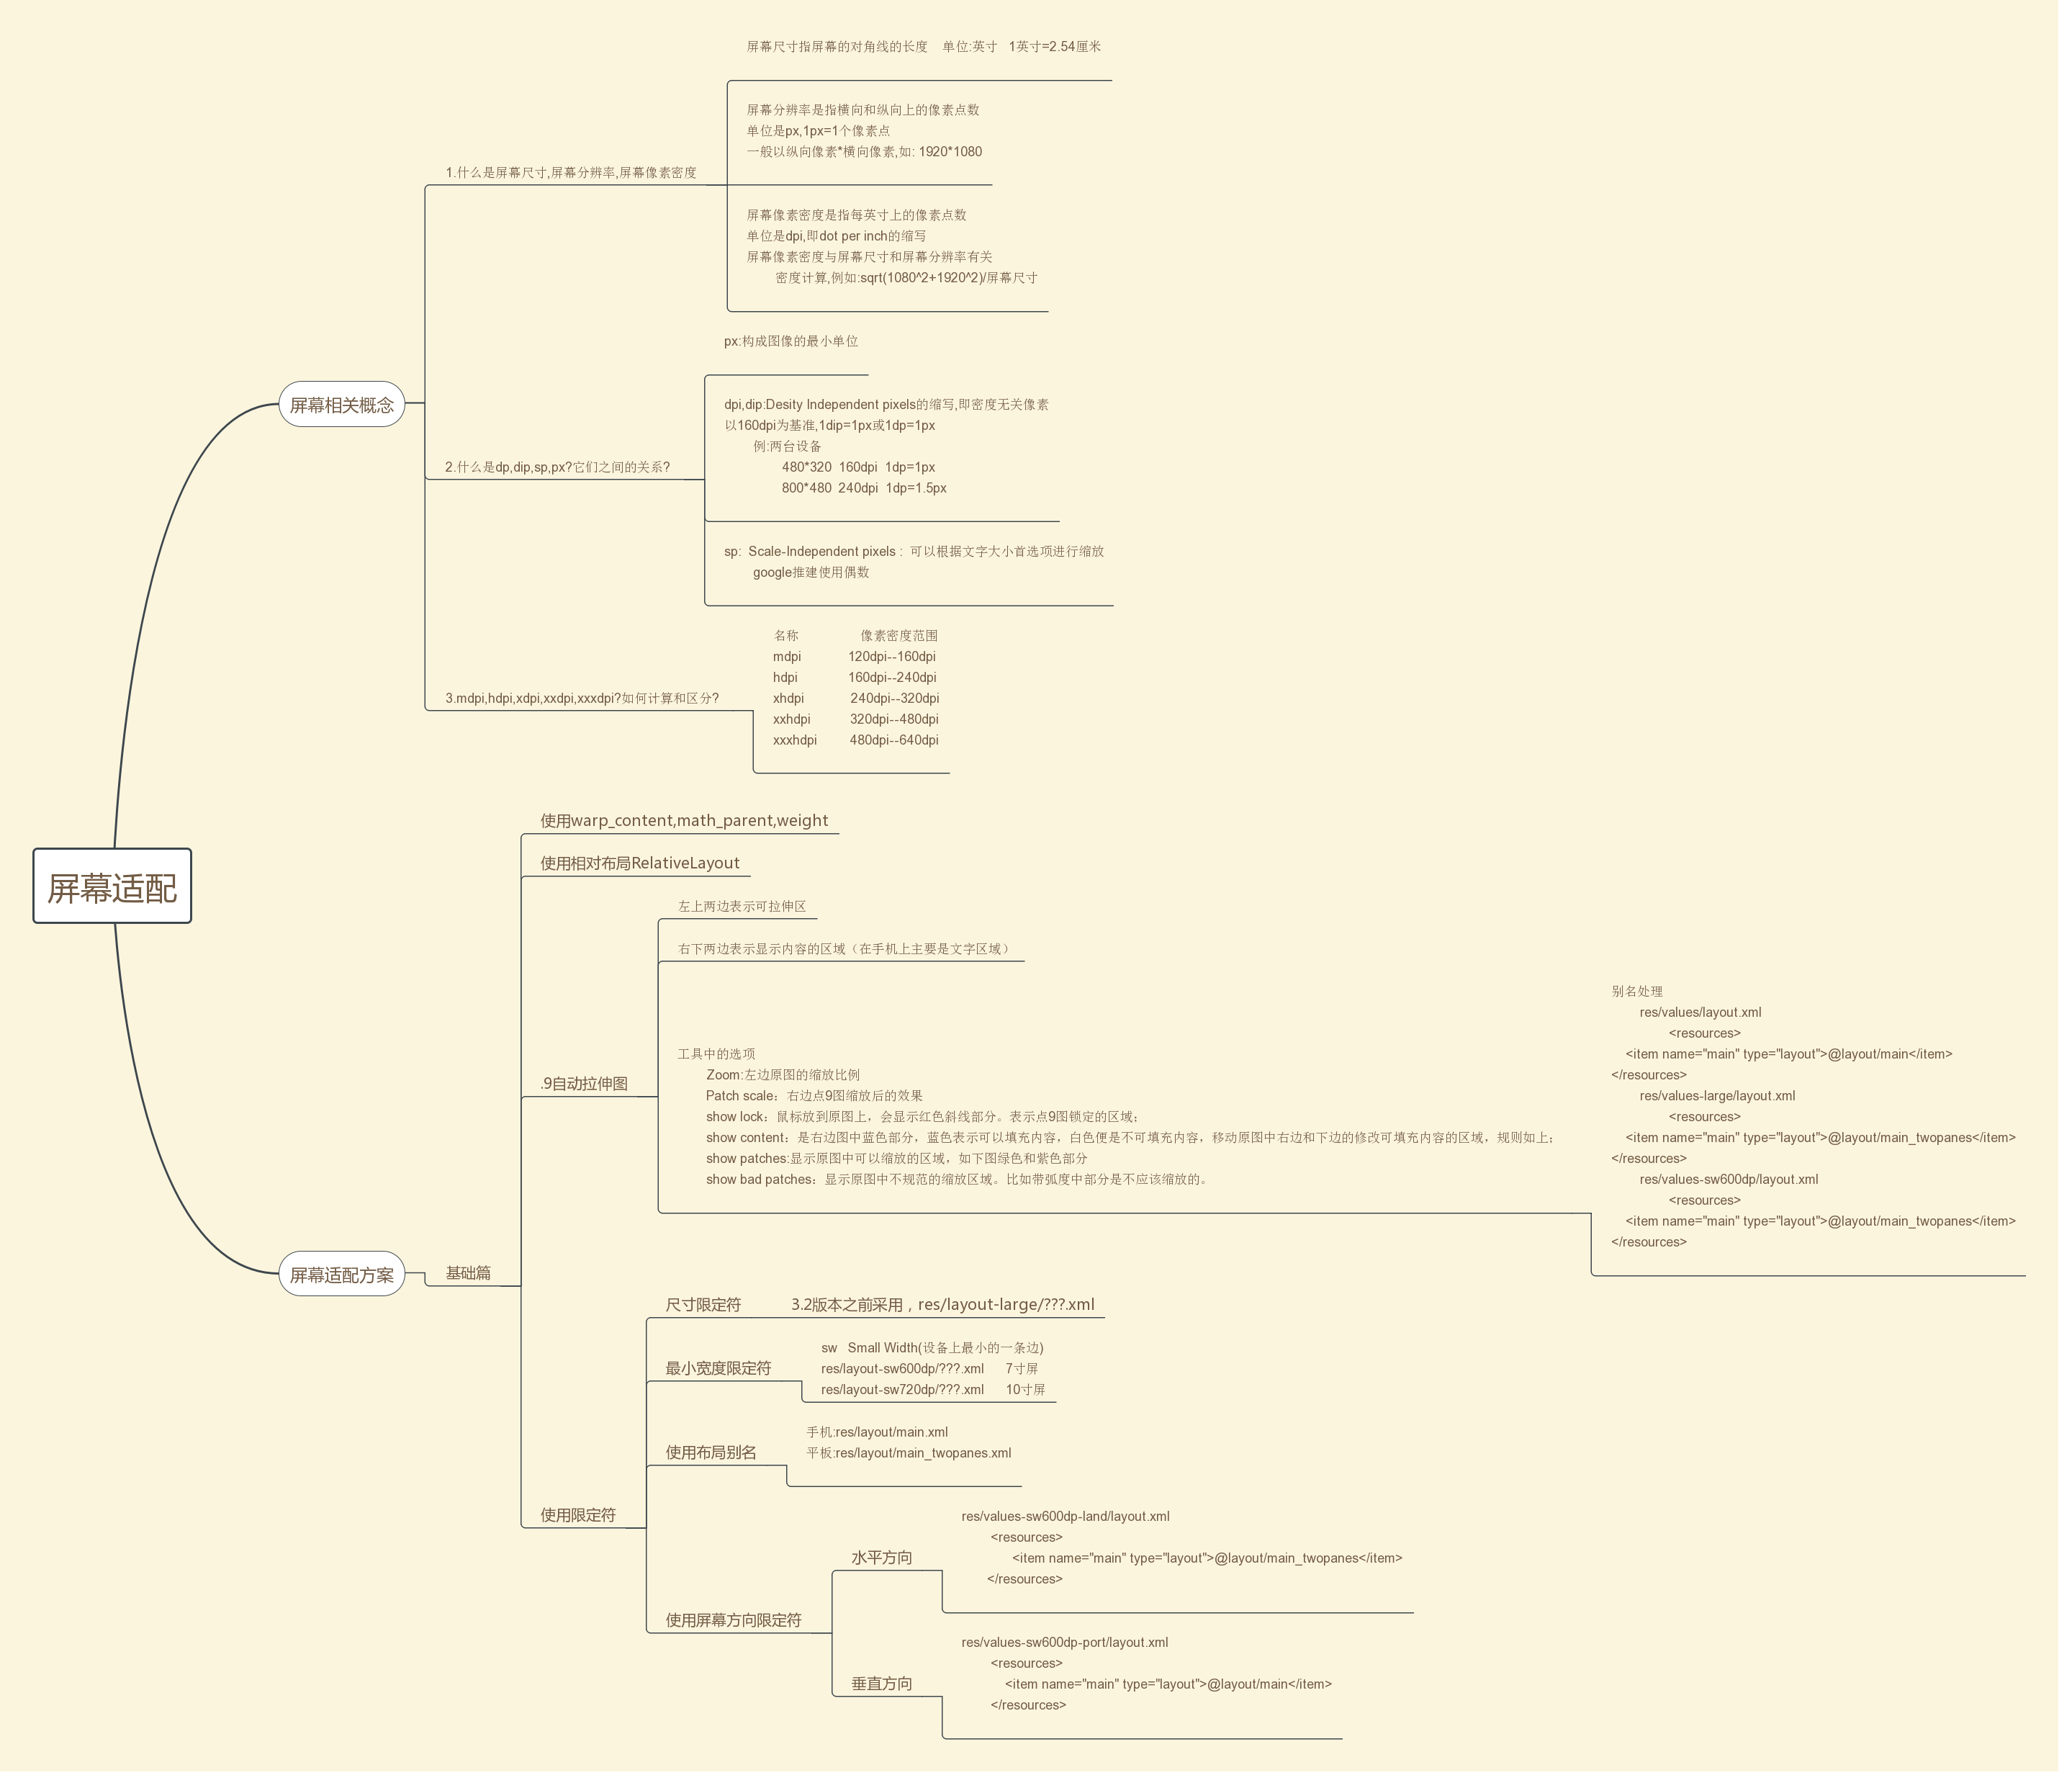 屏幕适配
屏幕相关概念
1.什么是屏幕尺寸,屏幕分辨率,屏幕像素密度
屏幕尺寸指屏幕的对角线的长度    单位:英寸   1英寸=2.54厘米
屏幕分辨率是指横向和纵向上的像素点数
单位是px,1px=1个像素点
一般以纵向像素*横向像素,如: 1920*1080
屏幕像素密度是指每英寸上的像素点数
单位是dpi,即dot per inch的缩写
屏幕像素密度与屏幕尺寸和屏幕分辨率有关
密度计算,例如:sqrt(1080^2+1920^2)/屏幕尺寸
2.什么是dp,dip,sp,px?它们之间的关系?
px:构成图像的最小单位
dpi,dip:Desity Independent pixels的缩写,即密度无关像素
以160dpi为基准,1dip=1px或1dp=1px
例:两台设备
480*320  160dpi  1dp=1px
800*480  240dpi  1dp=1.5px
sp:  Scale-Independent pixels :  可以根据文字大小首选项进行缩放
google推建使用偶数
3.mdpi,hdpi,xdpi,xxdpi,xxxdpi?如何计算和区分?
名称    像素密度范围
mdpi    120dpi--160dpi
hdpi    160dpi--240dpi
xhdpi    240dpi--320dpi
xxhdpi    320dpi--480dpi
xxxhdpi    480dpi--640dpi
屏幕适配方案
基础篇
使用warp_content,math_parent,weight
使用相对布局RelativeLayout
.9自动拉伸图
左上两边表示可拉伸区
右下两边表示显示内容的区域（在手机上主要是文字区域）
工具中的选项
Zoom:左边原图的缩放比例
Patch scale：右边点9图缩放后的效果
show lock：鼠标放到原图上，会显示红色斜线部分。表示点9图锁定的区域；
show content：是右边图中蓝色部分，蓝色表示可以填充内容，白色便是不可填充内容，移动原图中右边和下边的修改可填充内容的区域，规则如上；
show patches:显示原图中可以缩放的区域，如下图绿色和紫色部分
show bad patches：显示原图中不规范的缩放区域。比如带弧度中部分是不应该缩放的。
别名处理
res/values/layout.xml
<resources>
<item name="main" type="layout">@layout/main</item>
</resources>
res/values-large/layout.xml
<resources>
<item name="main" type="layout">@layout/main_twopanes</item>
</resources>
res/values-sw600dp/layout.xml
<resources>
<item name="main" type="layout">@layout/main_twopanes</item>
</resources>
使用限定符
尺寸限定符    3.2版本之前采用，res/layout-large/???.xml
最小宽度限定符
sw   Small Width(设备上最小的一条边)
res/layout-sw600dp/???.xml      7寸屏
res/layout-sw720dp/???.xml      10寸屏
使用布局别名
手机:res/layout/main.xml
平板:res/layout/main_twopanes.xml
使用屏幕方向限定符
水平方向
res/values-sw600dp-land/layout.xml
<resources>
<item name="main" type="layout">@layout/main_twopanes</item>
</resources>
垂直方向
res/values-sw600dp-port/layout.xml
<resources>
<item name="main" type="layout">@layout/main</item>
</resources>